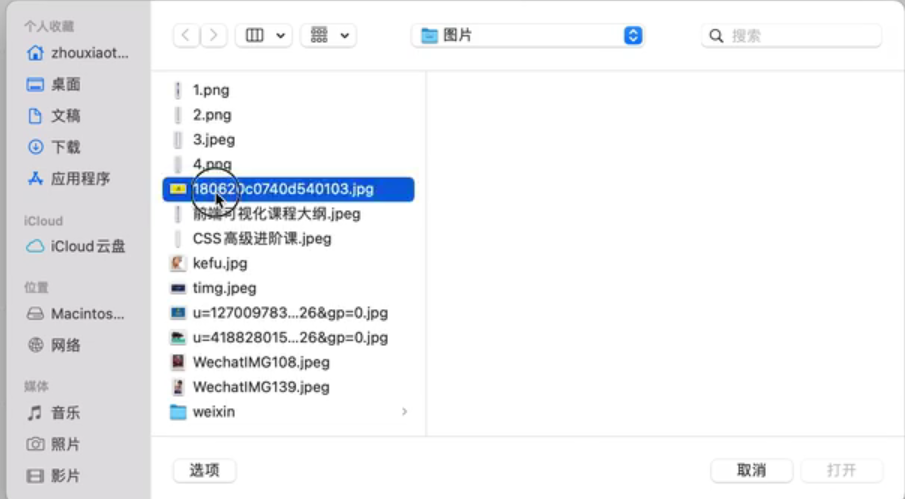 个人收藏
zhouxiaot...
桌面
文稿
下载
应用程序
iCloud
iCloud云盘
位置
Macintos...
网络
媒体
音乐
照片
影片
图片
搜索
1.png
2.png
3.jpeg
4.png
180620c0740d540103.jpg
前端可视化课程大纲.jpeg
CSS高级进阶课.jpeg
kefu.jpg
timg.jpeg
u=127009783...26&gp=0.jpg
u=418828015...26&gp=0.jpg
WechatIMG108.jpeg
WechatIMG139.jpeg
weixin
选项
取消
打开